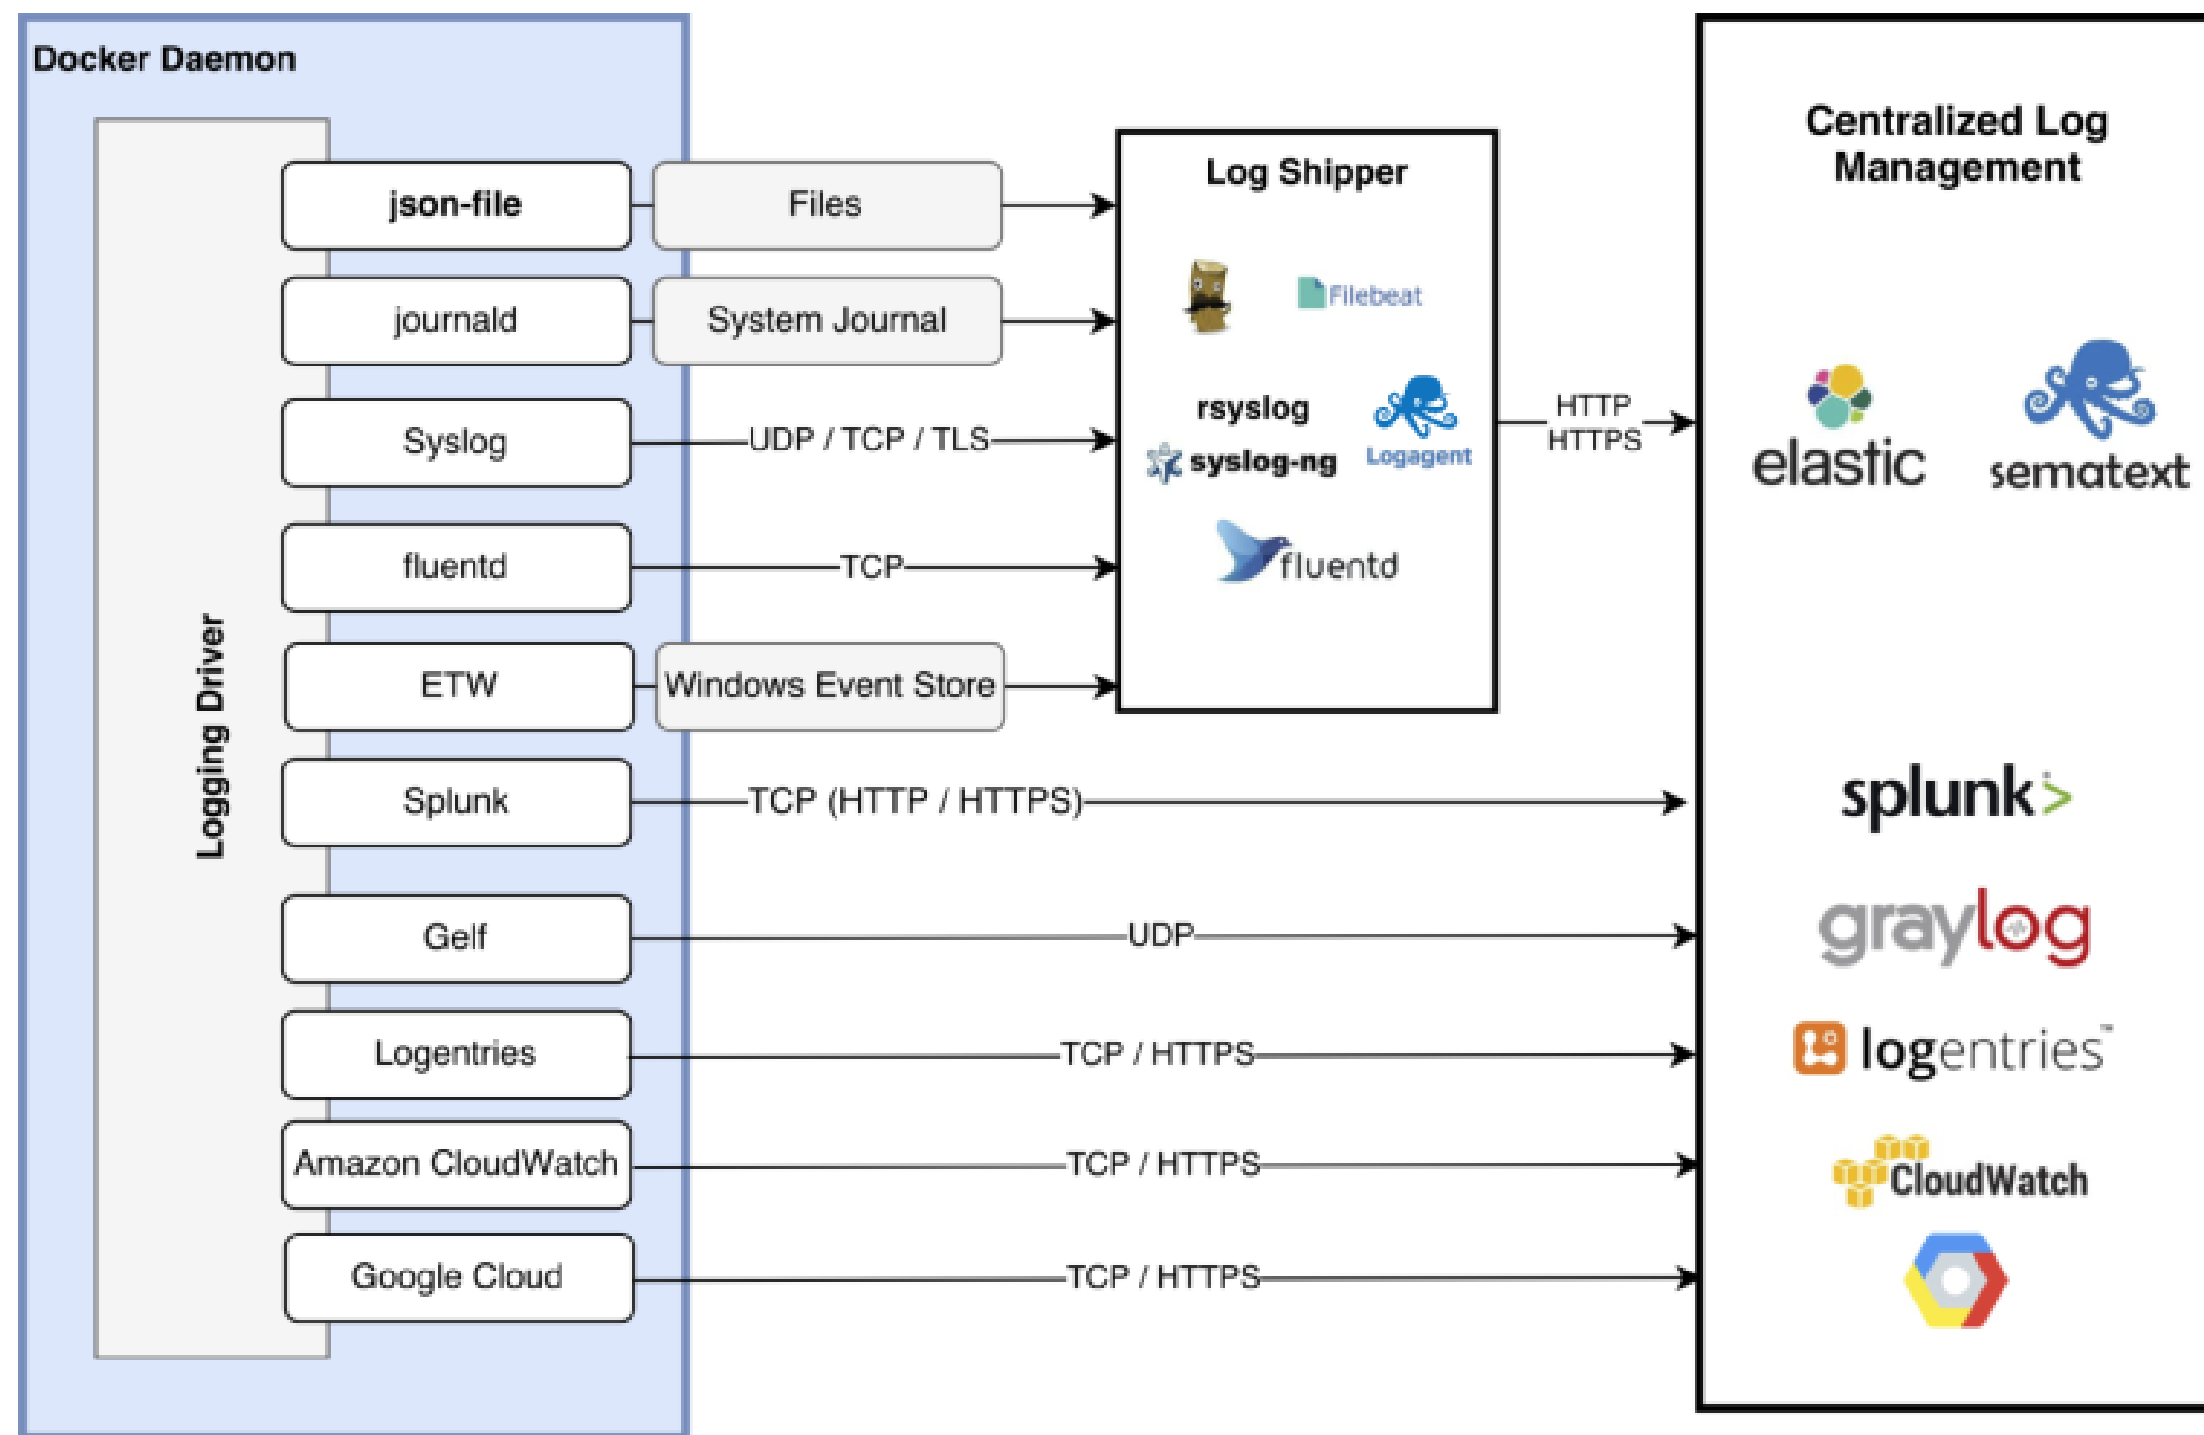 Docker Daemon
Logging Driver
json-file
Files
journald
System Journal
Syslog
UDP / TCP / TLS
fluentd
TCP
ETW
Windows Event Store
Splunk
TCP (HTTP / HTTPS)
Gelf
UDP
Logentries
TCP / HTTPS
Amazon CloudWatch
TCP / HTTPS
Google Cloud
TCP / HTTPS
Log Shipper
Filebeat
rsyslog
syslog-ng
Logagent
fluentd
HTTP
HTTPS
Centralized Log
Management
elastic
sematext
splunk>
graylog
logentries™
CloudWatch